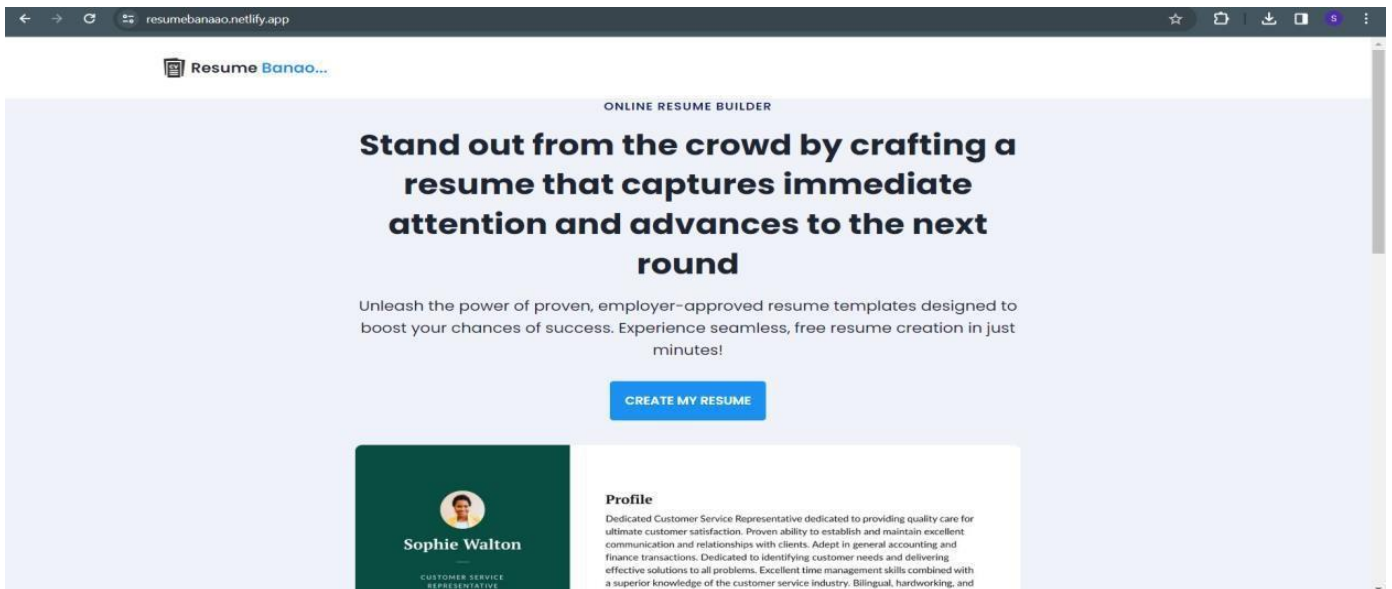 resumebanaao.netlify.app
S
Resume Banao...
ONLINE RESUME BUILDER
Stand out from the crowd by crafting a
resume that captures immediate
attention and advances to the next
round
Unleash the power of proven, employer-approved resume templates designed to
boost your chances of success. Experience seamless, free resume creation in just
minutes!
CREATE MY RESUME
Sophie Walton
CUSTOMER SERVICE
REPRESENTATIVE
Profile
Dedicated Customer Service Representative dedicated to providing quality care for
ultimate customer satisfaction. Proven ability to establish and maintain excellent
communication and relationships with clients. Adept in general accounting and
finance transactions. Dedicated to identifying customer needs and delivering
effective solutions to all problems. Excellent time management skills combined with
a superior knowledge of the customer service industry. Bilingual, hardworking, and